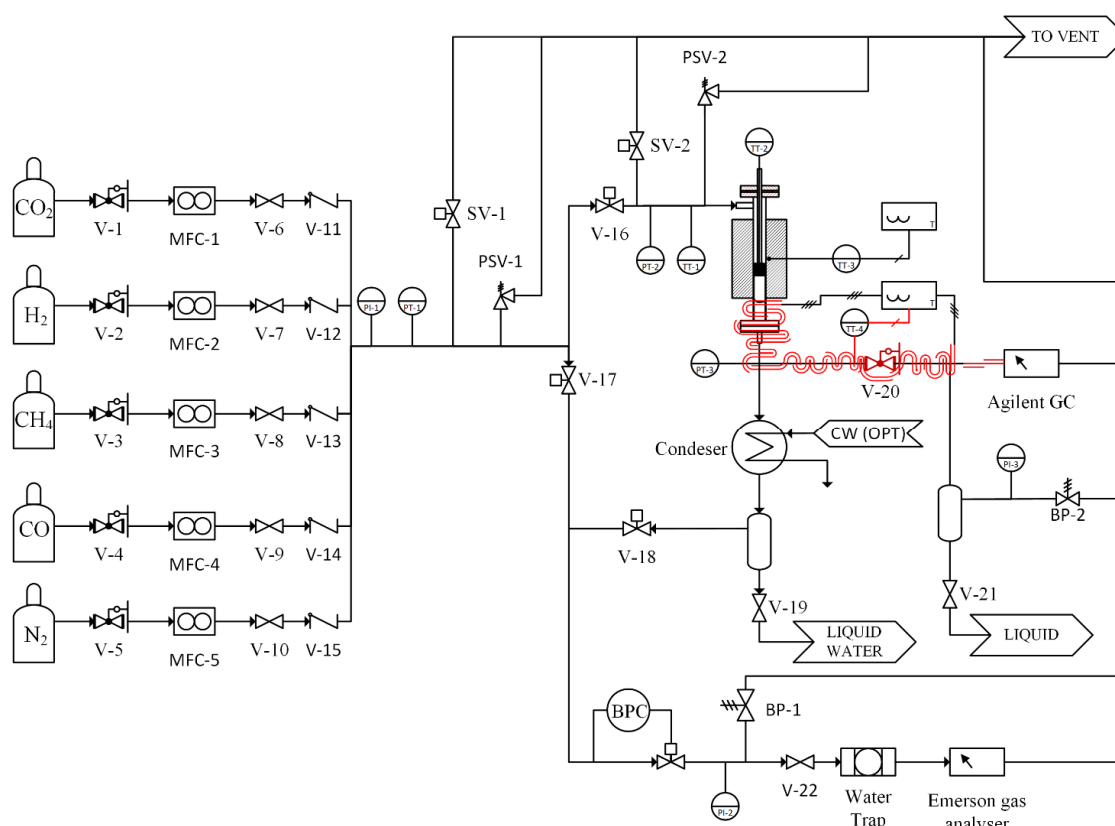 TO VENT
PSV-2
TT-2
SV-2
CO2
V-1
MFC-1
V-6
V-11
SV-1
V-16
PT-2
TT-1
TT-3
T
PSV-1
H2
V-2
MFC-2
V-7
V-12
PI-1
PT-1
T
TT-4
V-17
PT-3
V-20
Agilent GC
CH4
V-3
MFC-3
V-8
V-13
Condeser
CW (OPT)
PI-3
BP-2
CO
V-4
MFC-4
V-9
V-14
V-18
V-19
V-21
N2
V-5
MFC-5
V-10
V-15
LIQUID
WATER
LIQUID
BPC
BP-1
PI-2
V-22
Water
Trap
Emerson gas
analyser